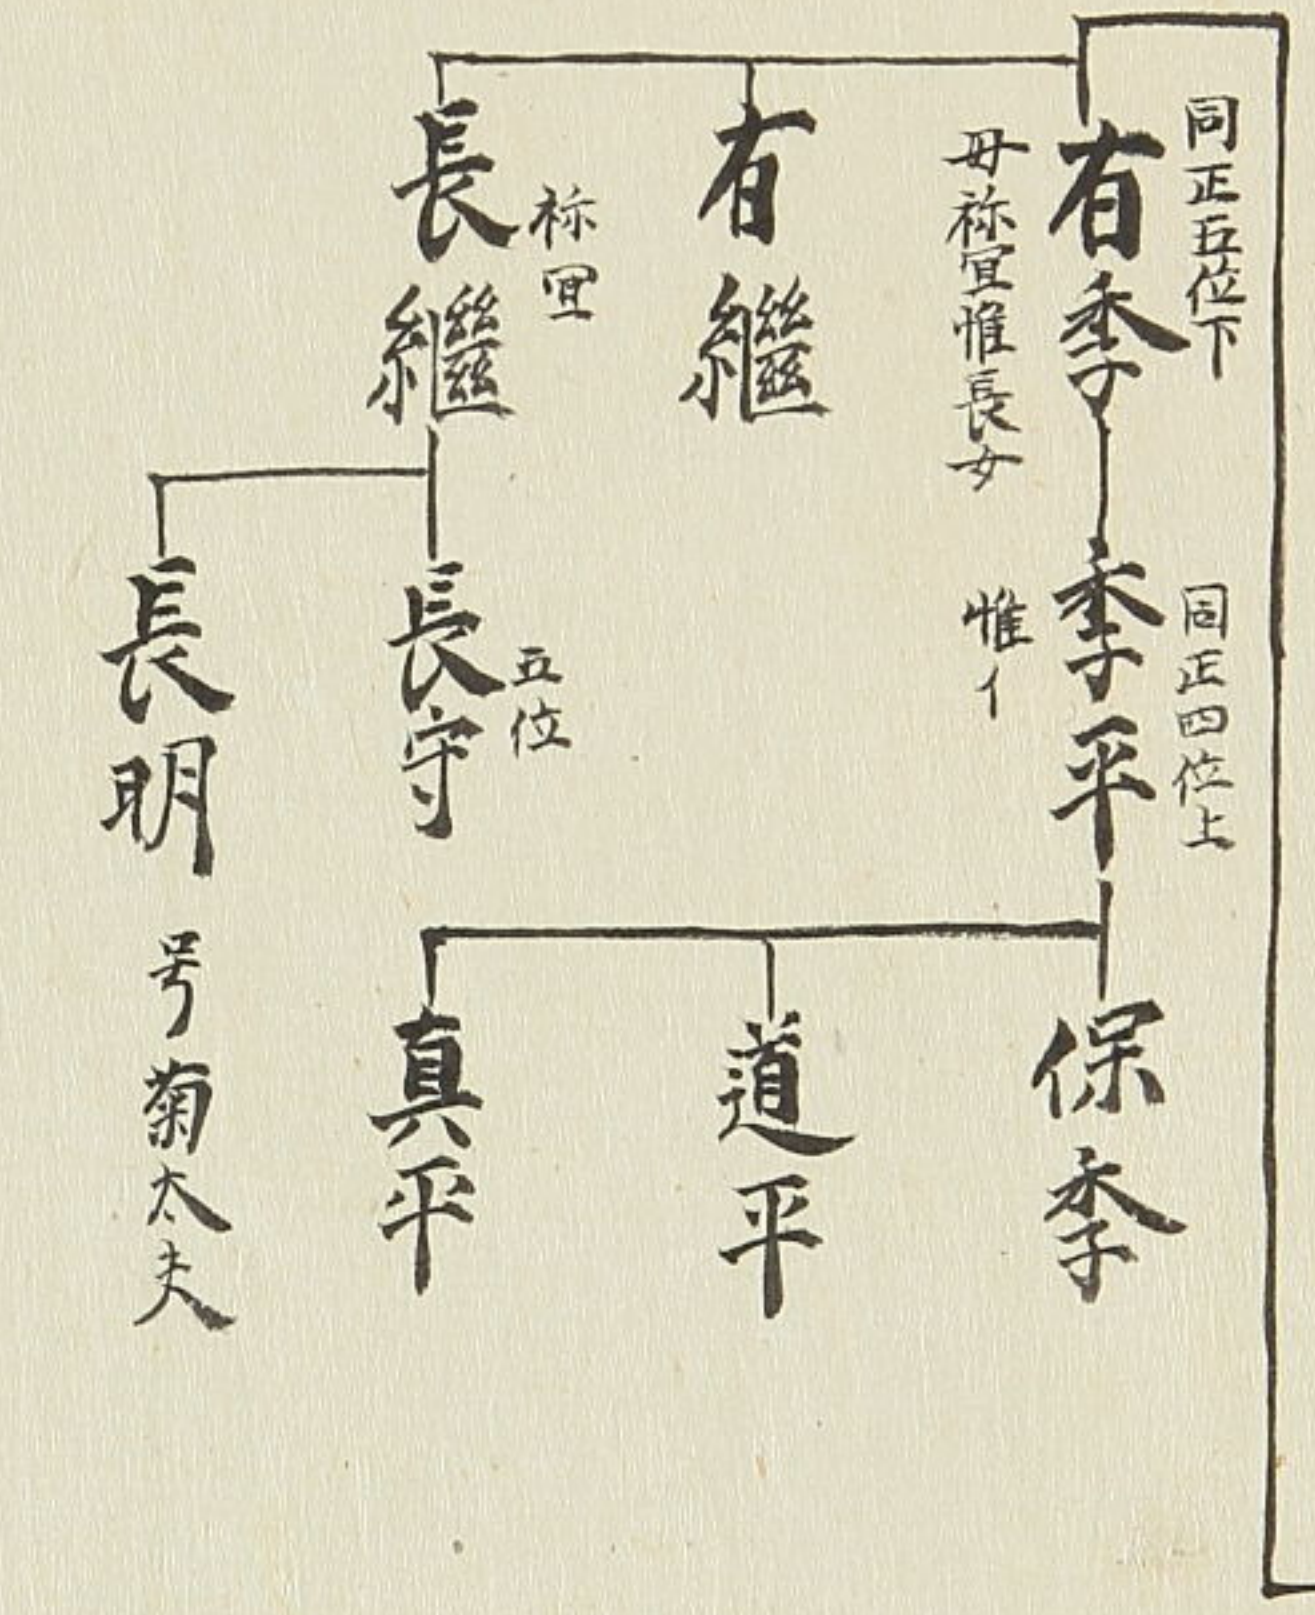 同正五位下
有季
母祢宜惟長女
有繼
祢宜
長繼
同正四位上
季平
惟イ
五位
長守
長明
号菊太夫
保季
道平
真平